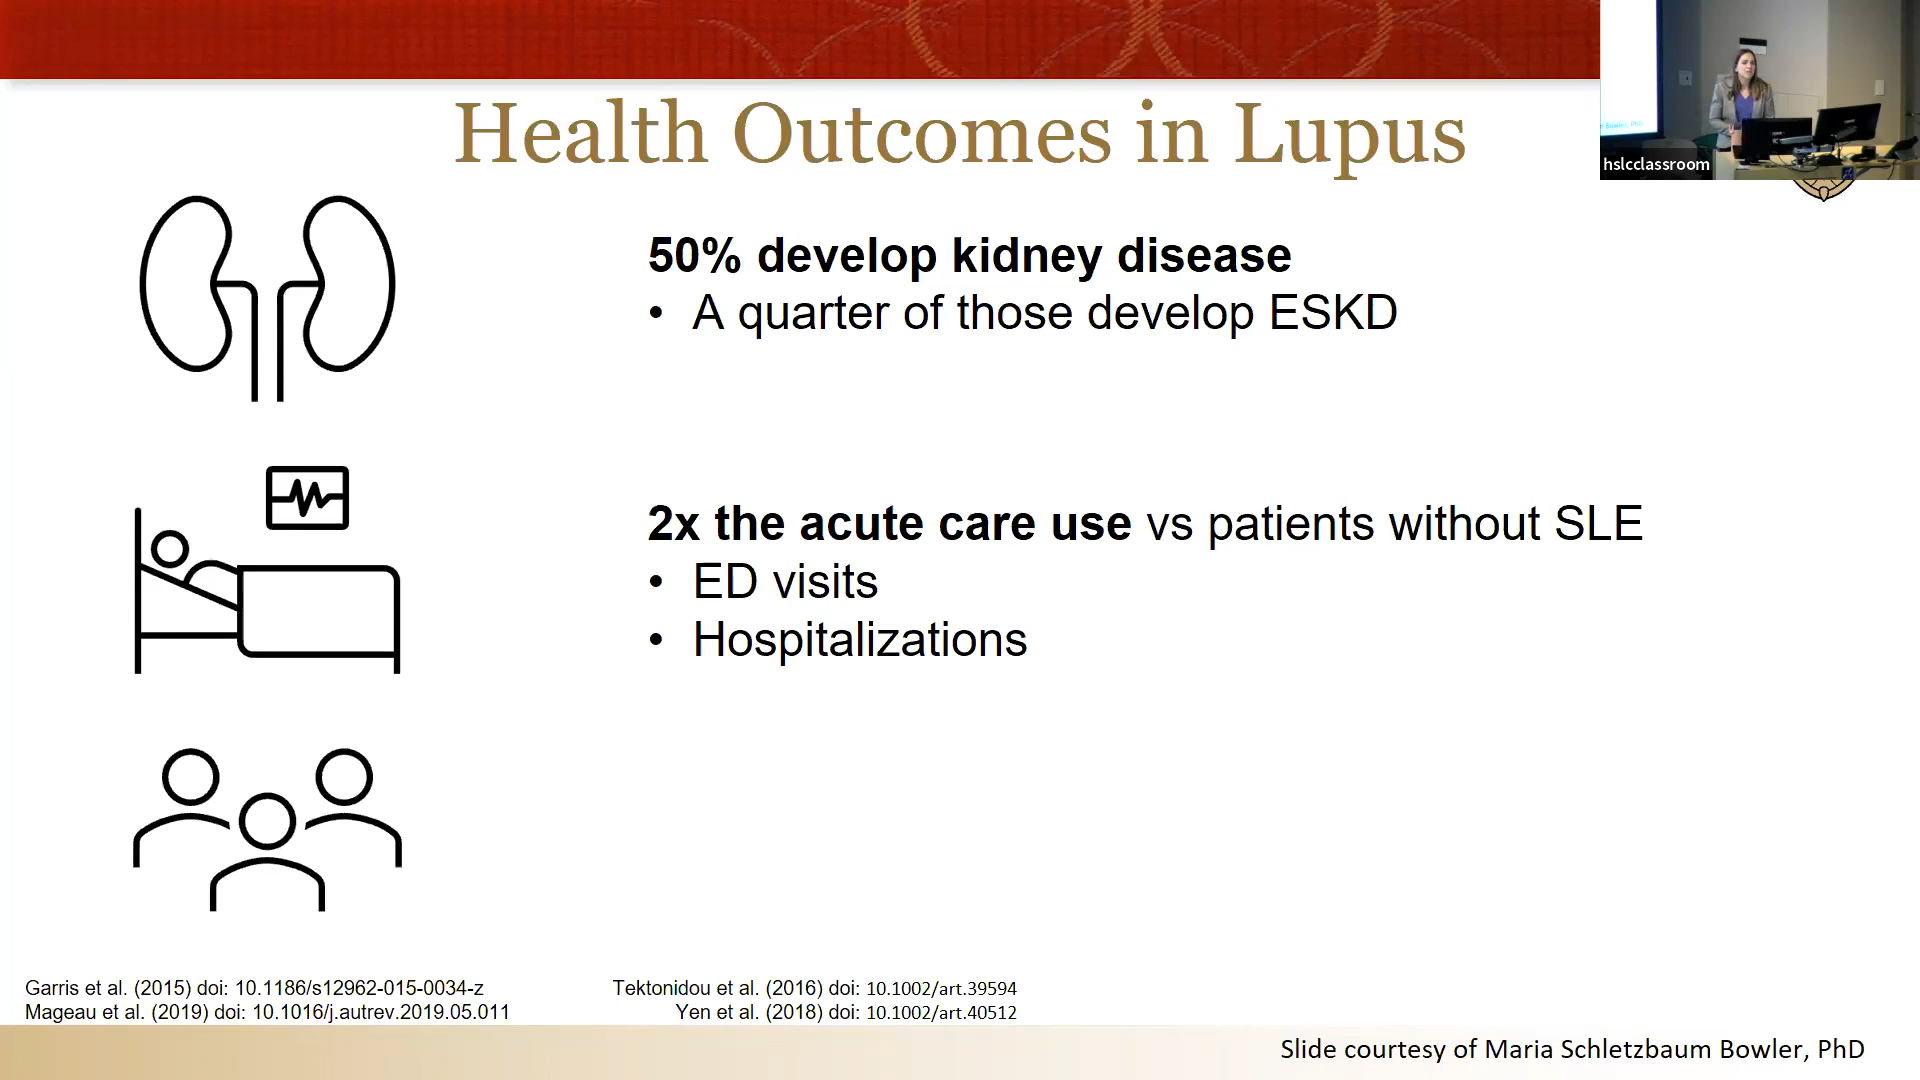 Health Outcomes in Lupus
hslcclassroom
50% develop kidney disease
• A quarter of those develop ESKD
2x the acute care use vs patients without SLE
• ED visits
• Hospitalizations
Garris et al. (2015) doi: 10.1186/s12962-015-0034-z
Mageau et al. (2019) doi: 10.1016/j.autrev.2019.05.011
Tektonidou et al. (2016) doi: 10.1002/art.39594
Yen et al. (2018) doi: 10.1002/art.40512
Slide courtesy of Maria Schletzbaum Bowler, PhD